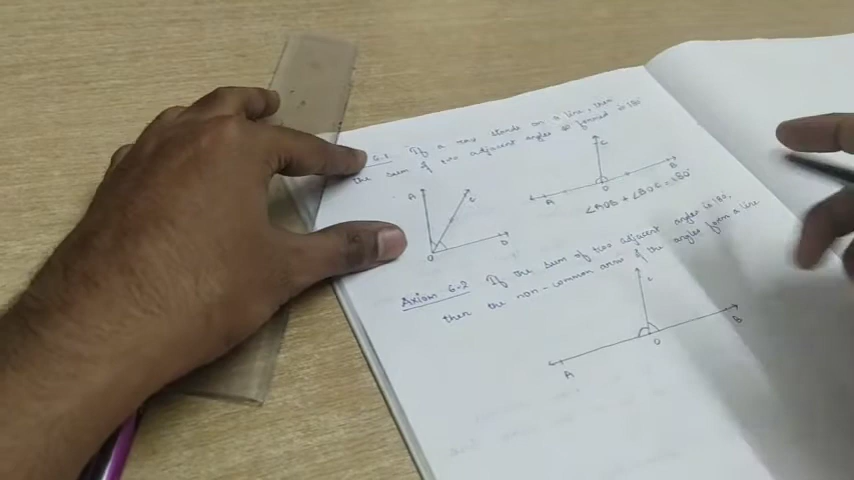 6.1 If a ray stands on a line, then
the sum of two adjacent angles so formed is 180°
A
C
O
C
A
O
B
∠AOB + ∠BOC = 180°
Axiom 6.2 If the sum of two adjacent angles is 180,
then the non-common arms of the angles form a line
C
O
B
A